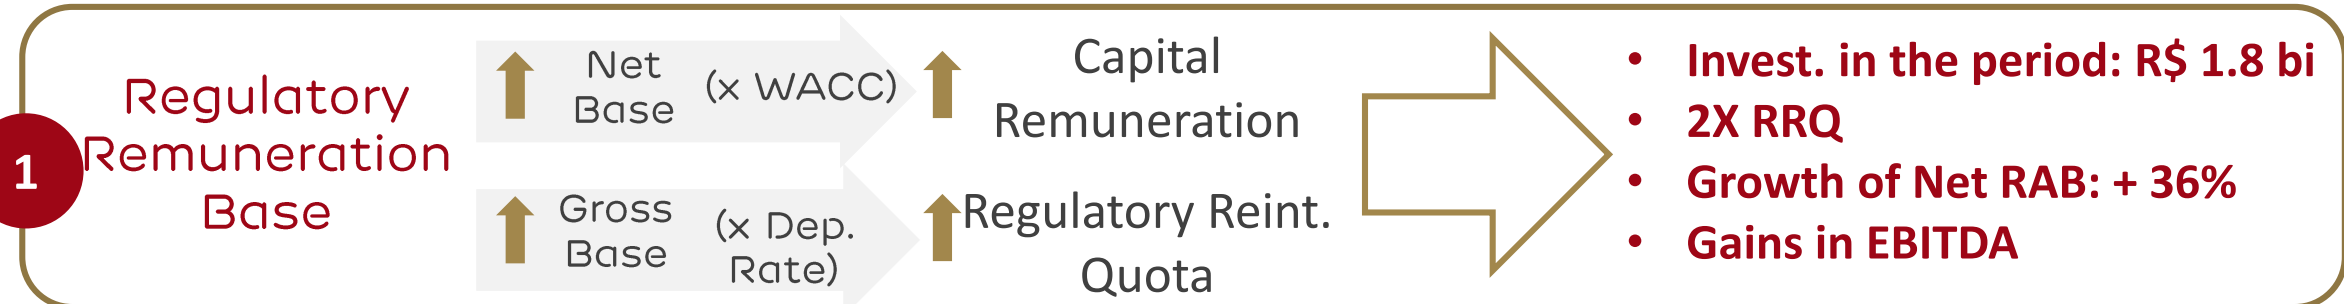 1
Regulatory
Remuneration
Base
Net
Base
(x WACC)
Capital
Remuneration
Gross
Base
(x Dep.
Rate)
Regulatory Reint.
Quota
• Invest. in the period: R$ 1.8 bi
• 2X RRQ
• Growth of Net RAB: + 36%
• Gains in EBITDA